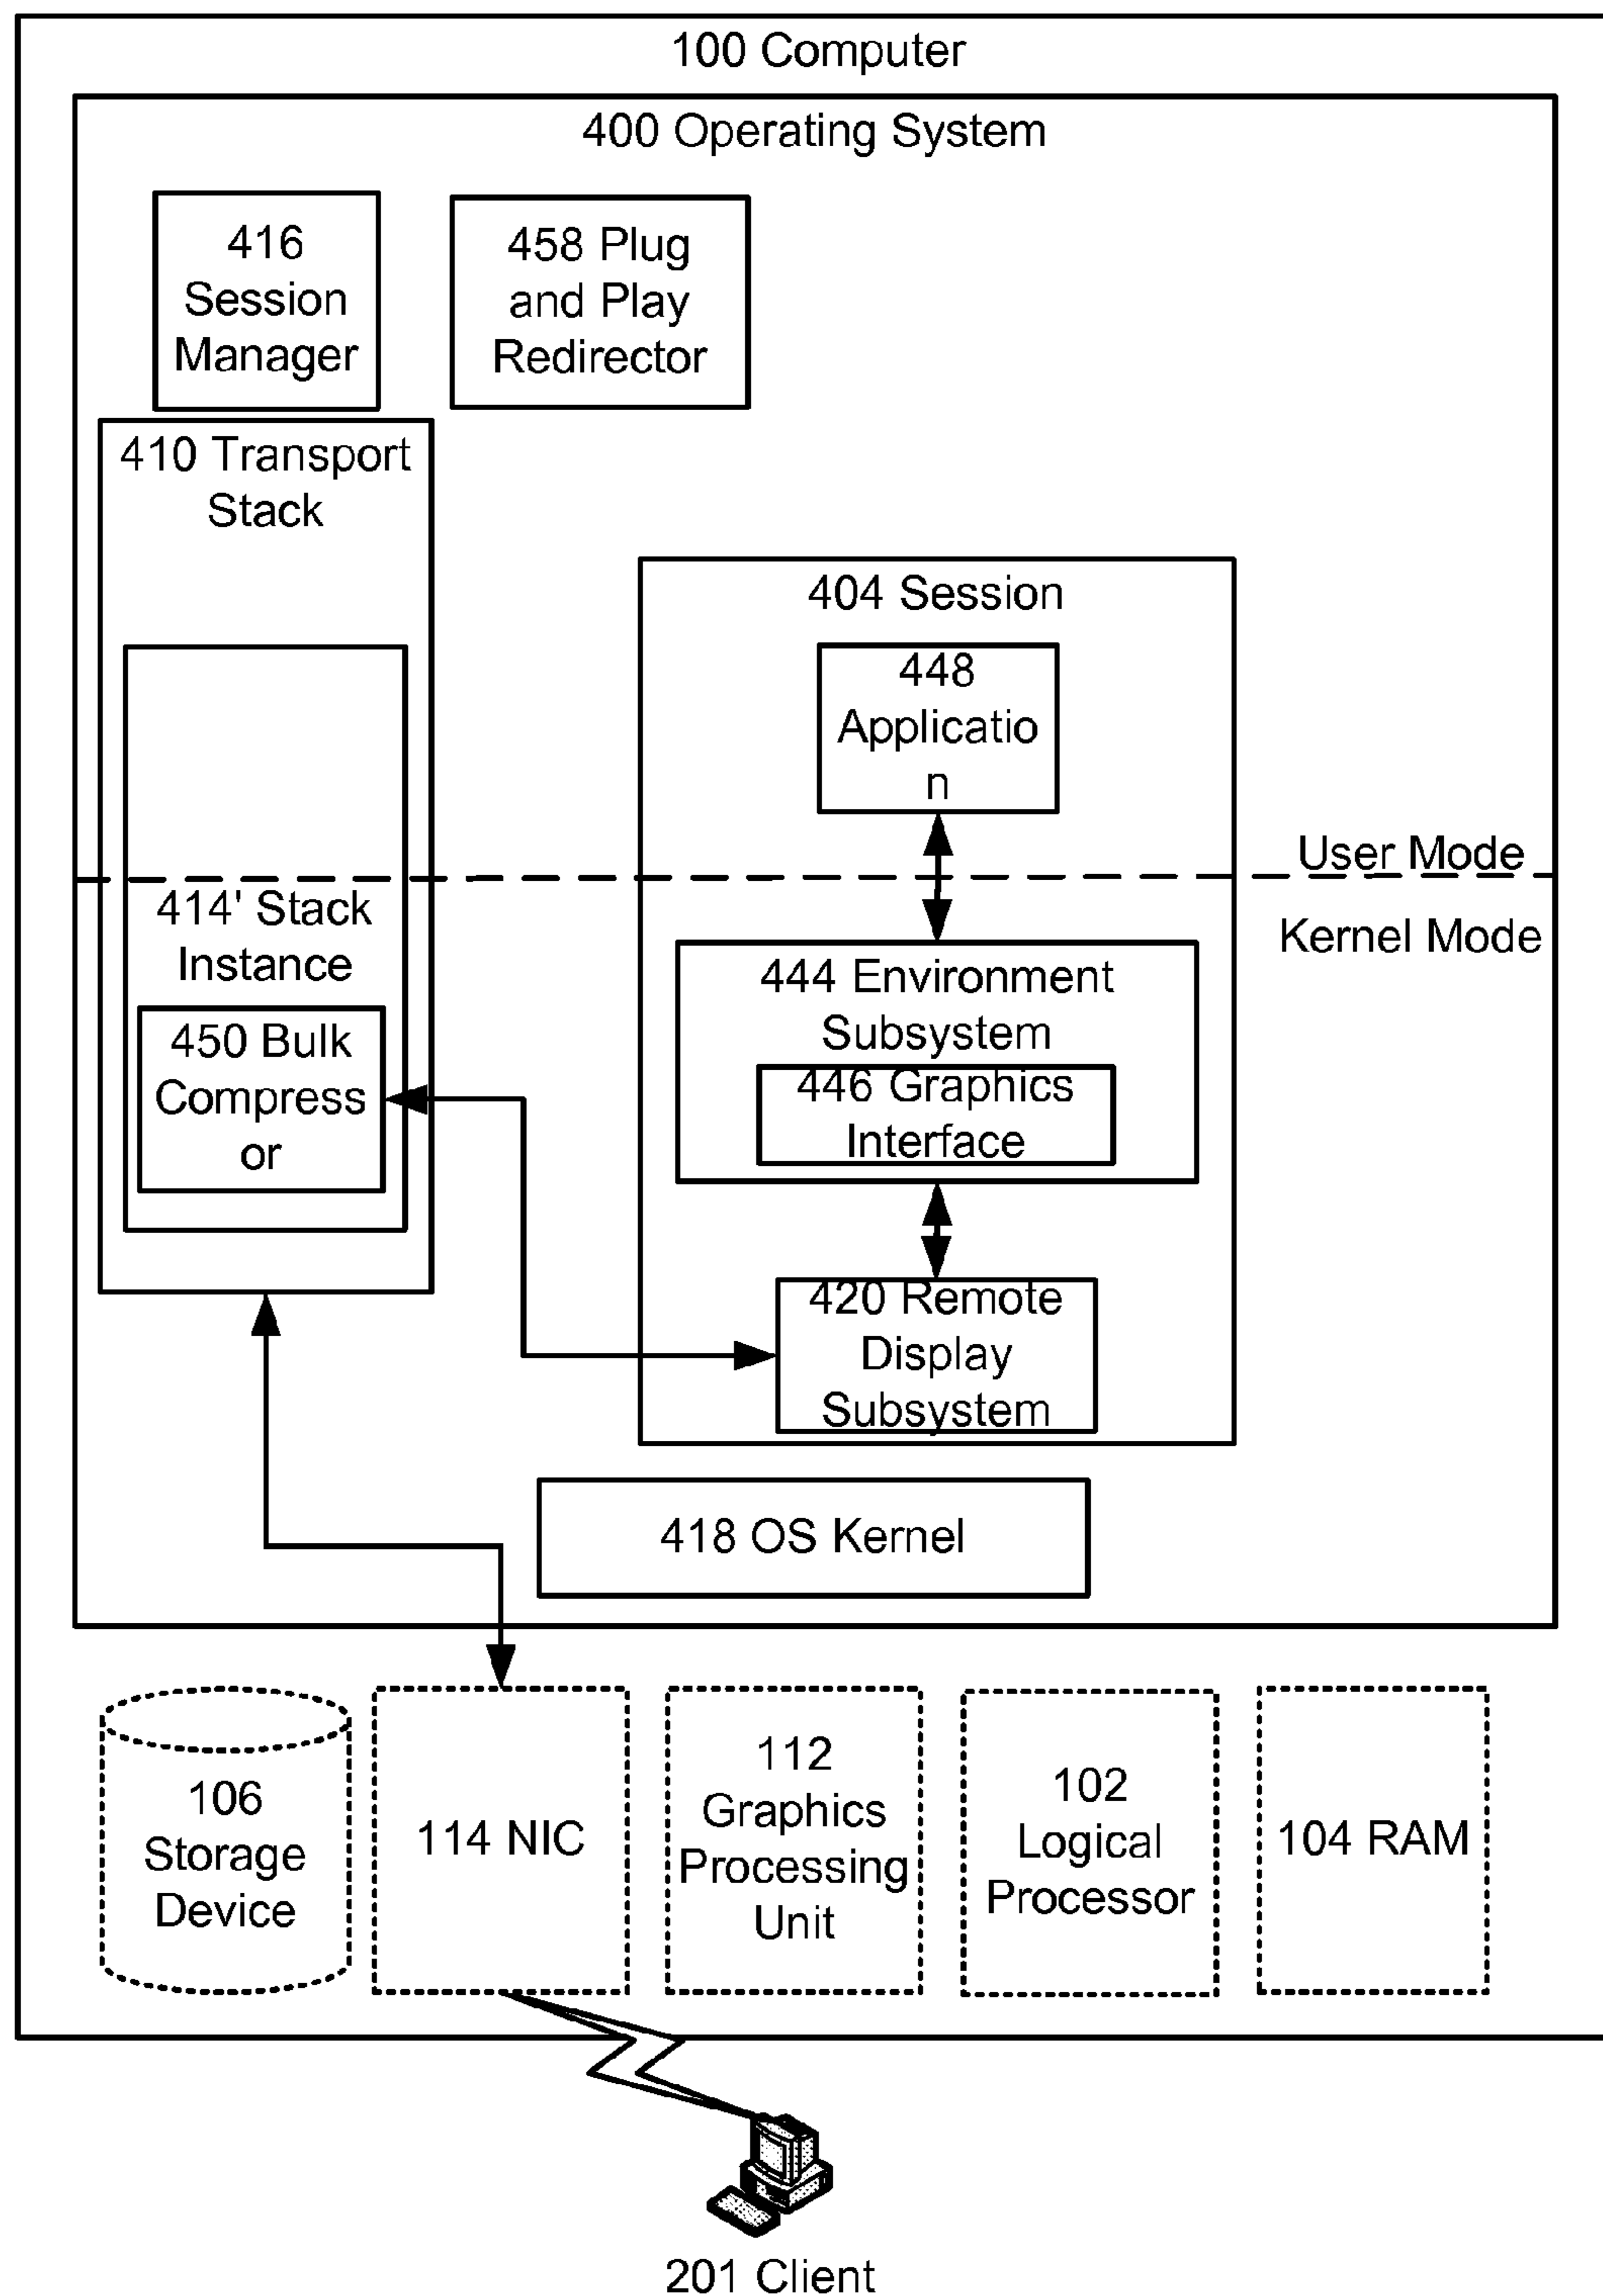 100 Computer
400 Operating System
416
Session
Manager
458 Plug
and Play
Redirector
410 Transport
Stack
404 Session
448
Applicatio
n
User Mode
Kernel Mode
414' Stack
Instance
450 Bulk
Compress
or
444 Environment
Subsystem
446 Graphics
Interface
420 Remote
Display
Subsystem
418 OS Kernel
106
Storage
Device
114 NIC
112
Graphics
Processing
Unit
102
Logical
Processor
104 RAM
201 Client